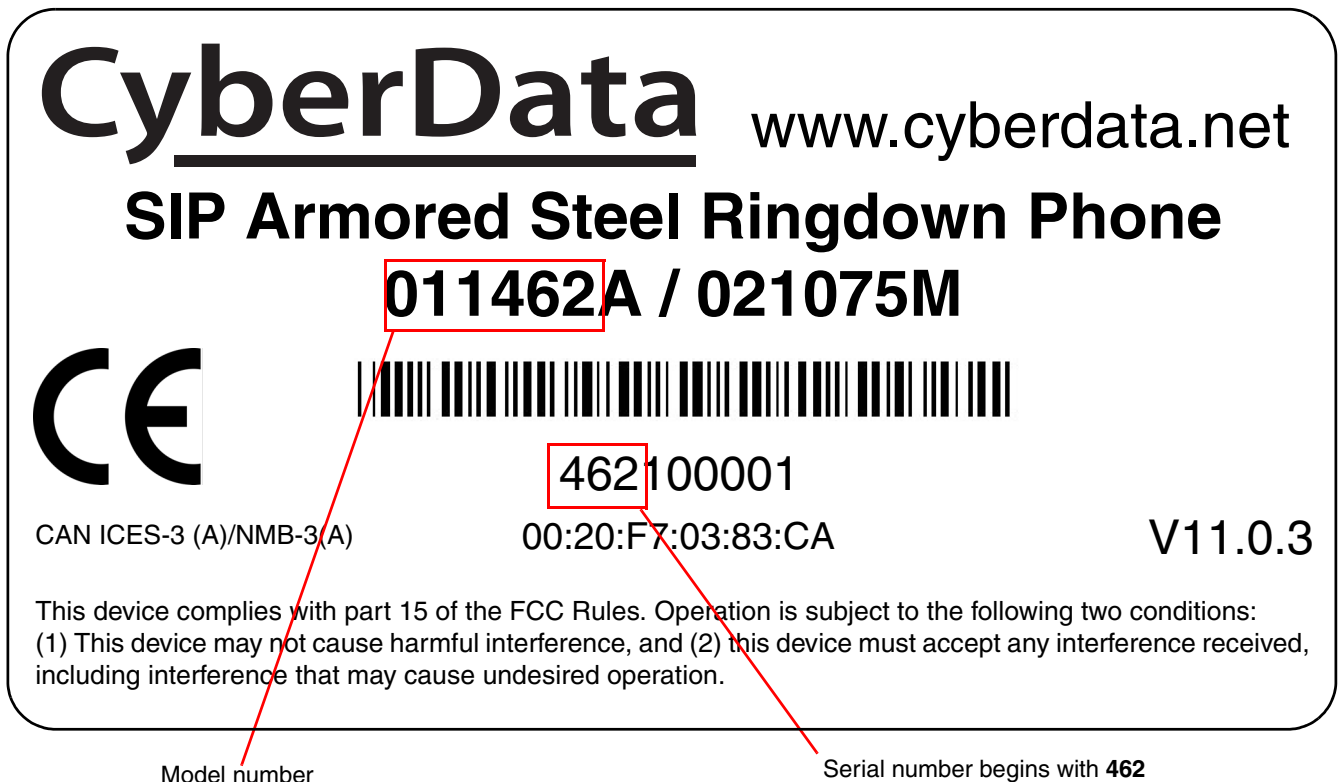 CyberData www.cyberdata.net
SIP Armored Steel Ringdown Phone
011462A / 021075M
CE
462100001
CAN ICES-3 (A)/NMB-3(A) 00:20:F7:03:83:CA V11.0.3
This device complies with part 15 of the FCC Rules. Operation is subject to the following two conditions:
(1) This device may not cause harmful interference, and (2) this device must accept any interference received,
including interference that may cause undesired operation.
Model number Serial number begins with 462